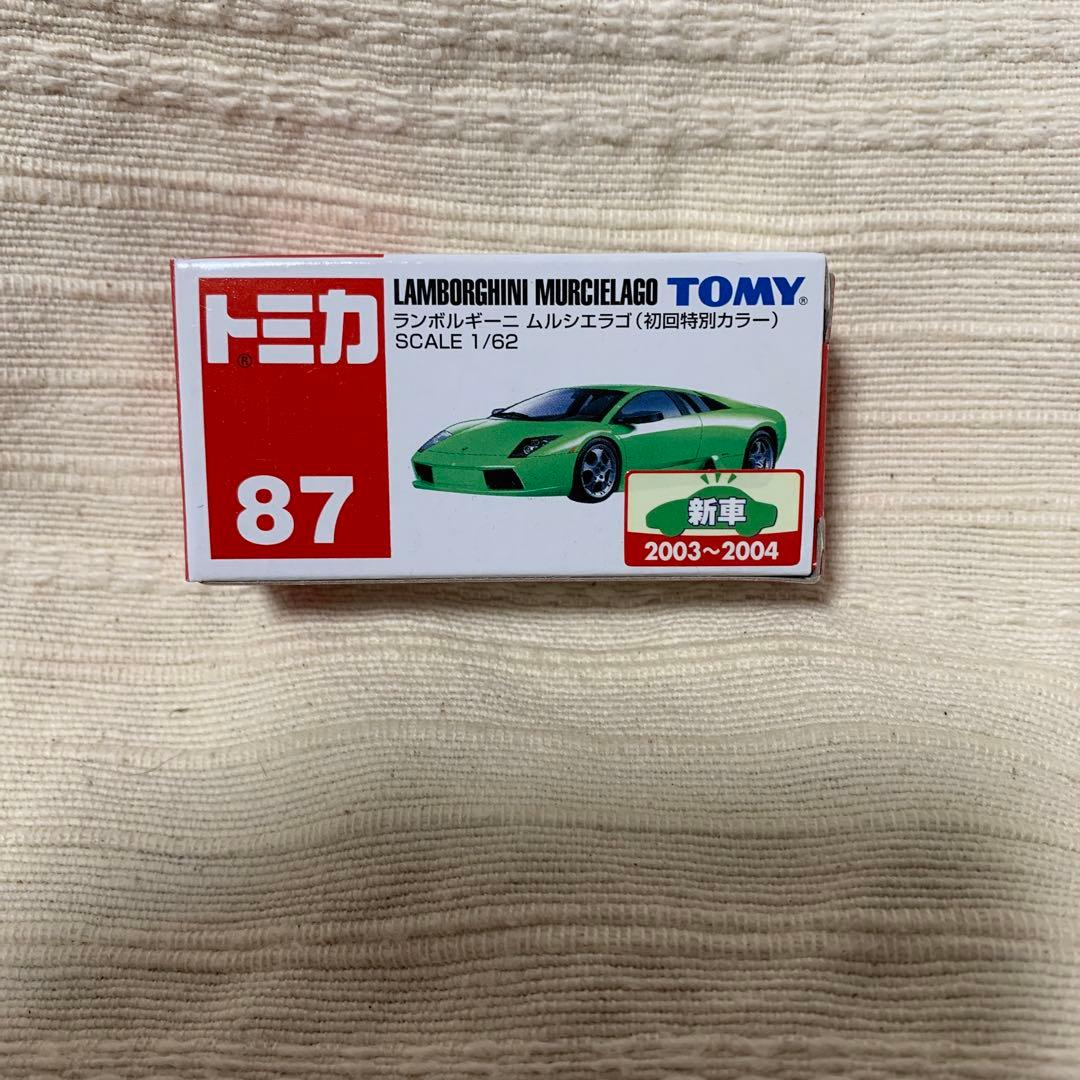 トミカ®
87
LAMBORGHINI MURCIELAGO TOMY®
ランボルギーニ ムルシエラゴ(初回特別カラー)
SCALE 1/62
新車
2003~2004